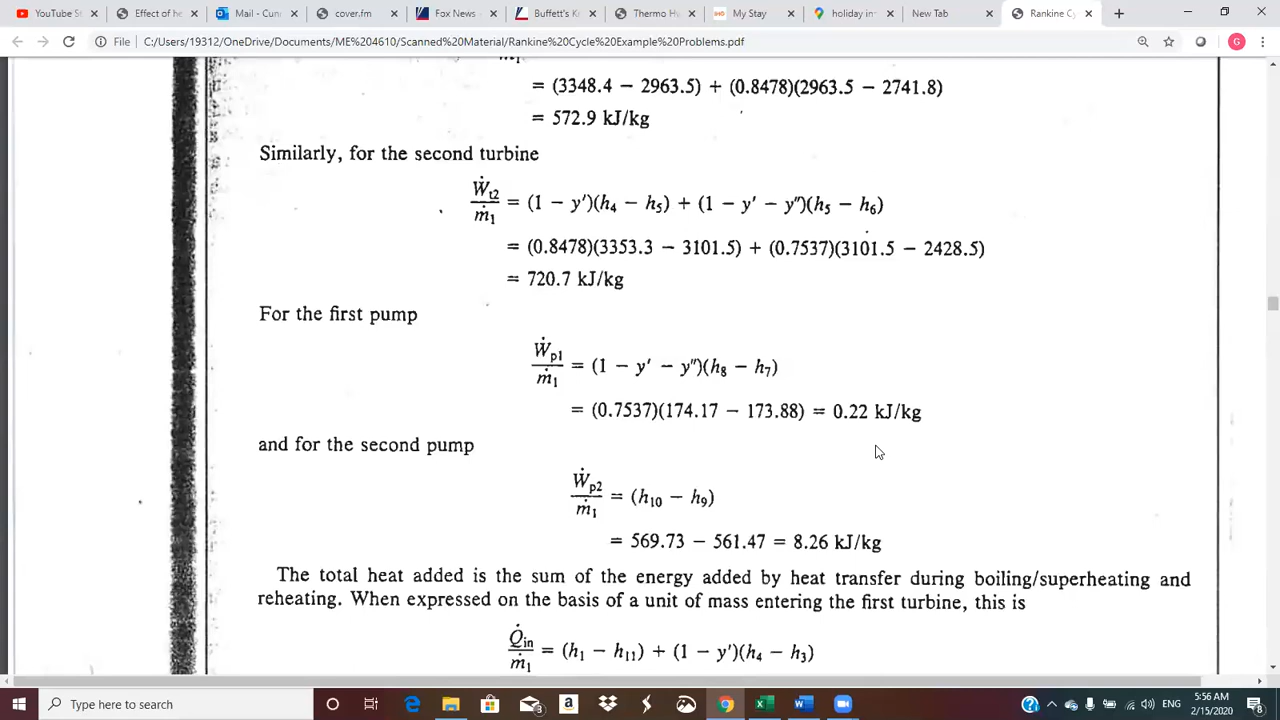 YouTube S
Effect of he
Mail - Curr
cover.fm
FoxNews
Buffett's Ki
Thermo Hv
My Stay
holiday in
New Tab
Rankine Cy
File | C:/Users/19312/OneDrive/Documents/ME%204610/Scanned%20Material/Rankine%20Cycle%20Example%20Problems.pdf
G
ṁ₁
= (3348.4 − 2963.5) + (0.8478)(2963.5 − 2741.8)
= 572.9 kJ/kg
Similarly, for the second turbine
Ẇt2/ṁ₁ = (1 − y′)(h₄ − h₅) + (1 − y′ − y″)(h₅ − h₆)
= (0.8478)(3353.3 − 3101.5) + (0.7537)(3101.5 − 2428.5)
= 720.7 kJ/kg
For the first pump
Ẇp1/ṁ₁ = (1 − y′ − y″)(h₈ − h₇)
= (0.7537)(174.17 − 173.88) = 0.22 kJ/kg
and for the second pump
Ẇp2/ṁ₁ = (h₁₀ − h₉)
= 569.73 − 561.47 = 8.26 kJ/kg
The total heat added is the sum of the energy added by heat transfer during boiling/superheating and
reheating. When expressed on the basis of a unit of mass entering the first turbine, this is
Q̇in/ṁ₁ = (h₁ − h₁₁) + (1 − y′)(h₄ − h₃)
Type here to search
ENG
5:56 AM
2/15/2020